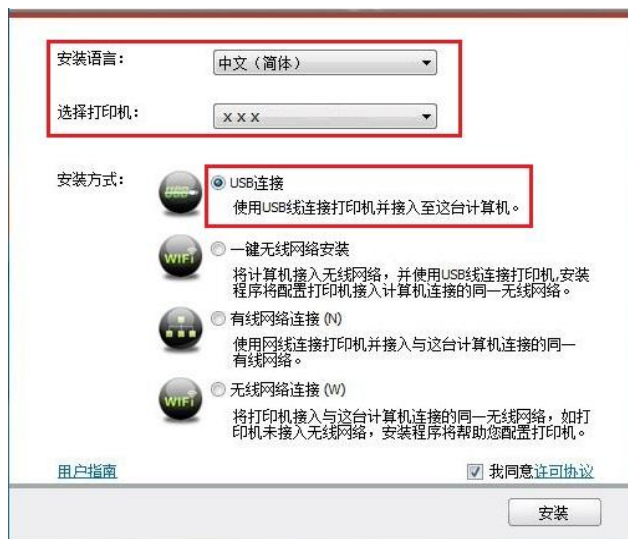 安装语言：
中文（简体）
选择打印机：
x x x
安装方式：
USB连接
使用USB线连接打印机并接入至这台计算机。
WiFi
一键无线网络安装
将计算机接入无线网络，并使用USB线连接打印机,安装
程序将配置打印机接入计算机连接的同一无线网络。
有线网络连接 (N)
使用网线连接打印机并接入与这台计算机连接的同一
有线网络。
WiFi
无线网络连接 (W)
将打印机接入与这台计算机连接的同一无线网络，如打
印机未接入无线网络，安装程序将帮助您配置打印机。
用户指南
我同意许可协议
安装